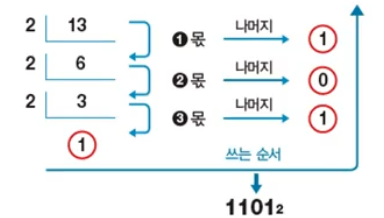 2 13 ❶ 몫 나머지 1
2 6 ❷ 몫 나머지 0
2 3 ❸ 몫 나머지 1
1
쓰는 순서
1101₂